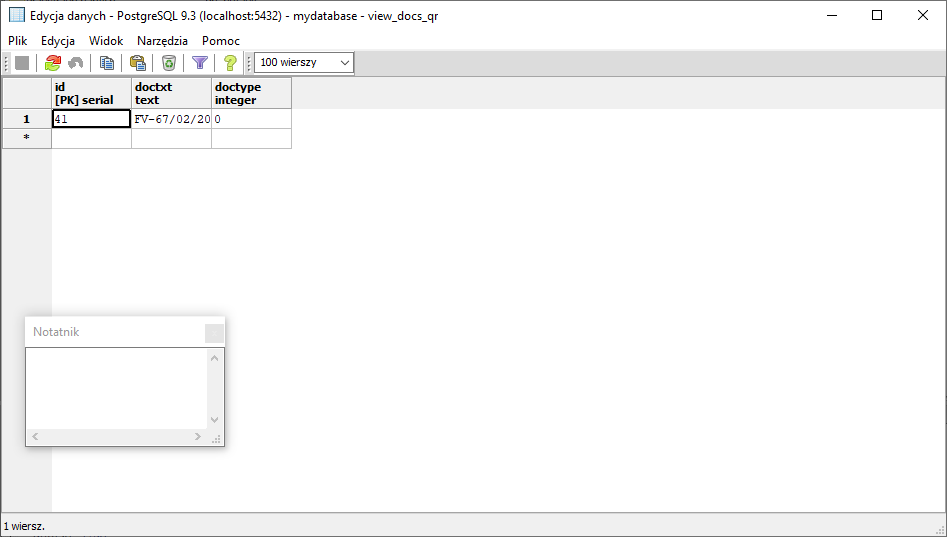 Edycja danych - PostgreSQL 9.3 (localhost:5432) - mydatabase - view_docs_qr
Plik Edycja Widok Narzędzia Pomoc
100 wierszy
id doctxt doctype
[PK] serial text integer
1 41 FV-67/02/20 0
*
Notatnik
1 wiersz.